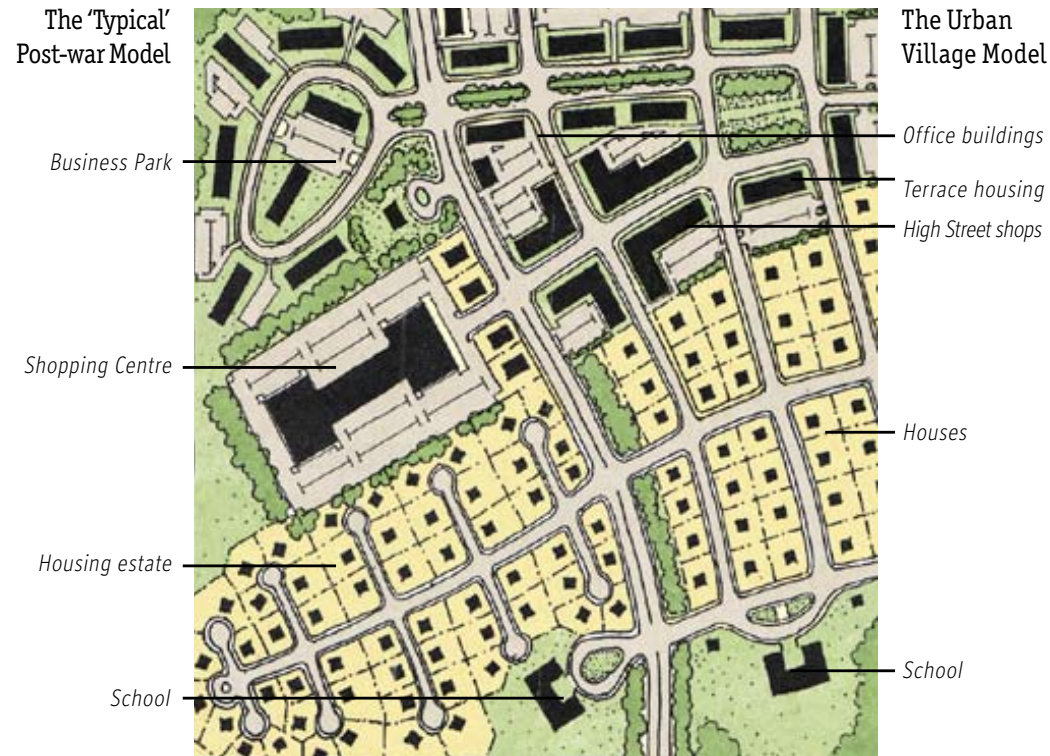 The ‘Typical’
Post-war Model
Business Park
Shopping Centre
Housing estate
School
The Urban
Village Model
Office buildings
Terrace housing
High Street shops
Houses
School